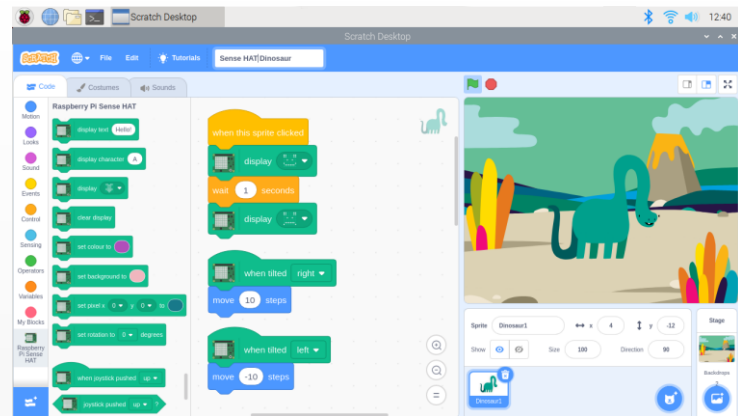 Scratch Desktop
12:40
Scratch Desktop
SCRATCH
File
Edit
Tutorials
Sense HAT Dinosaur
Code
Costumes
Sounds
Motion
Looks
Sound
Events
Control
Sensing
Operators
Variables
My Blocks
Raspberry
Pi Sense
HAT
Raspberry Pi Sense HAT
display text Hello!
display character A
display
clear display
set colour to
set background to
set pixel x 0 y 0 to
set rotation to 0 degrees
when joystick pushed up
joystick pushed up ?
when this sprite clicked
display
wait 1 seconds
display
when tilted right
move 10 steps
when tilted left
move -10 steps
Sprite Dinosaur1 x 4 y -12
Show Size 100 Direction 90
Dinosaur1
Stage
Backdrops